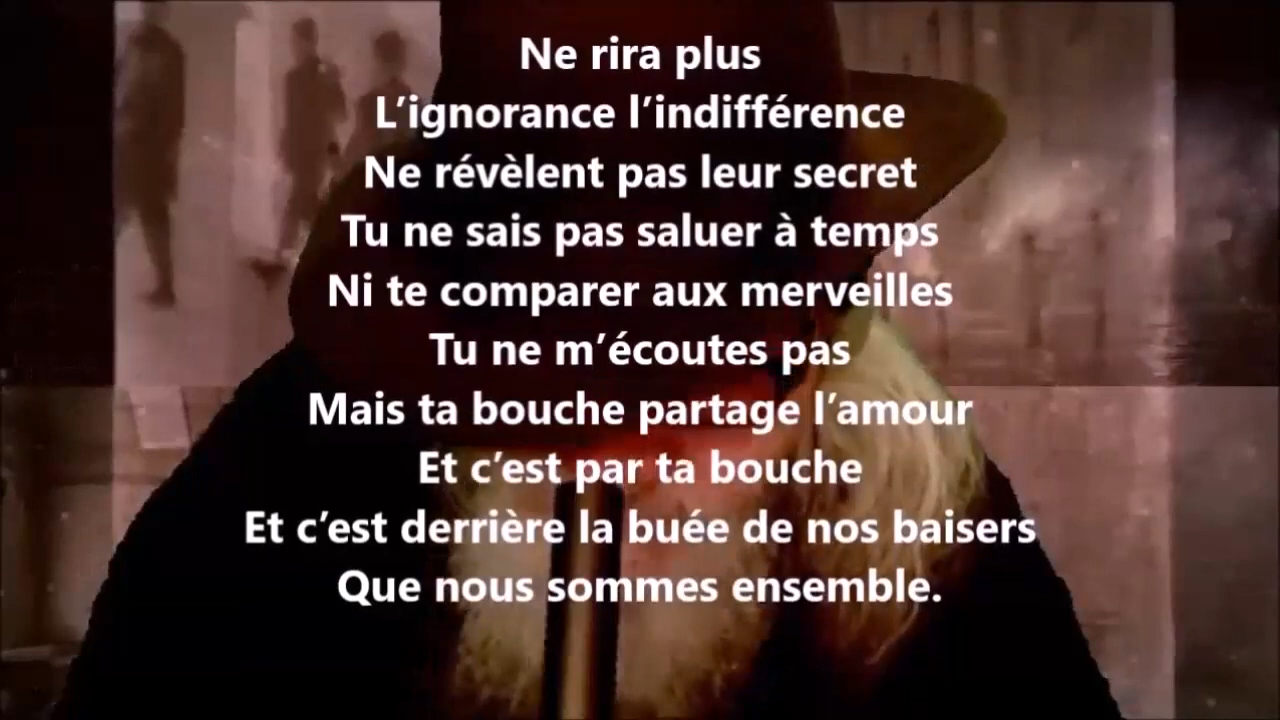 Ne rira plus
L’ignorance l’indifférence
Ne révèlent pas leur secret
Tu ne sais pas saluer à temps
Ni te comparer aux merveilles
Tu ne m’écoutes pas
Mais ta bouche partage l’amour
Et c’est par ta bouche
Et c’est derrière la buée de nos baisers
Que nous sommes ensemble.